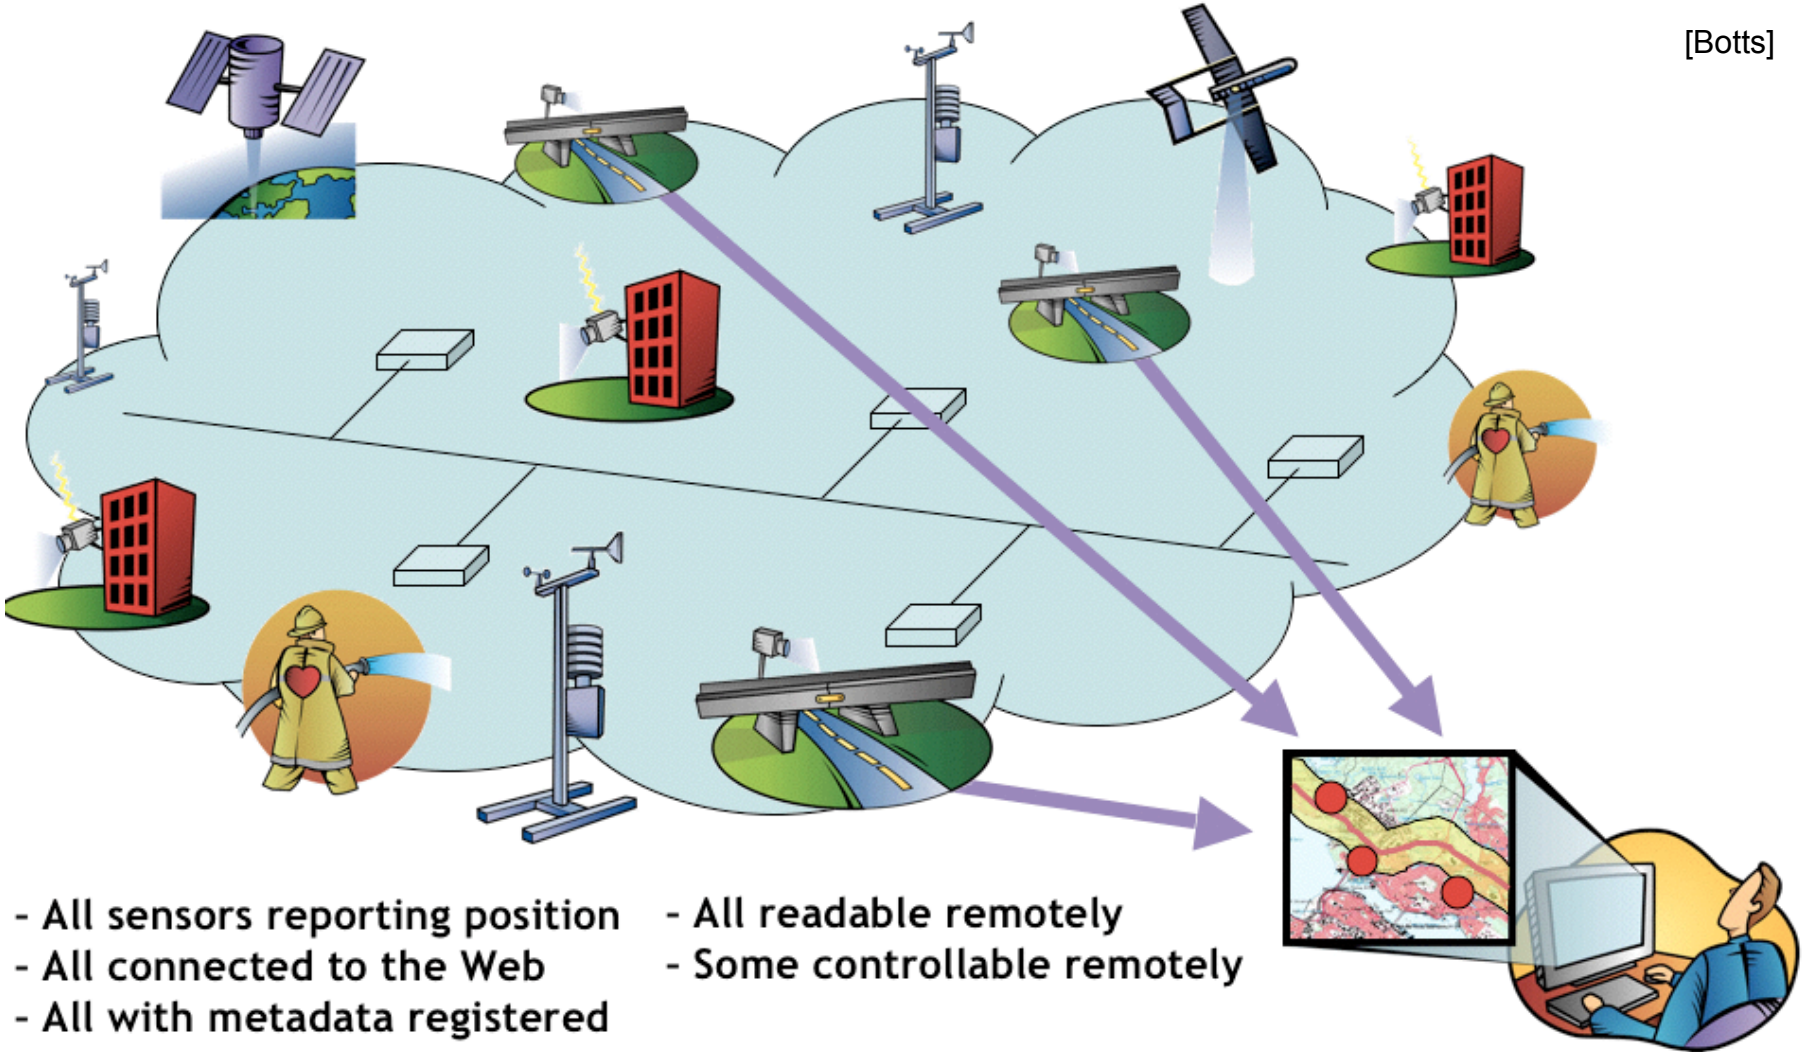 [Botts]
- All sensors reporting position
- All connected to the Web
- All with metadata registered
- All readable remotely
- Some controllable remotely